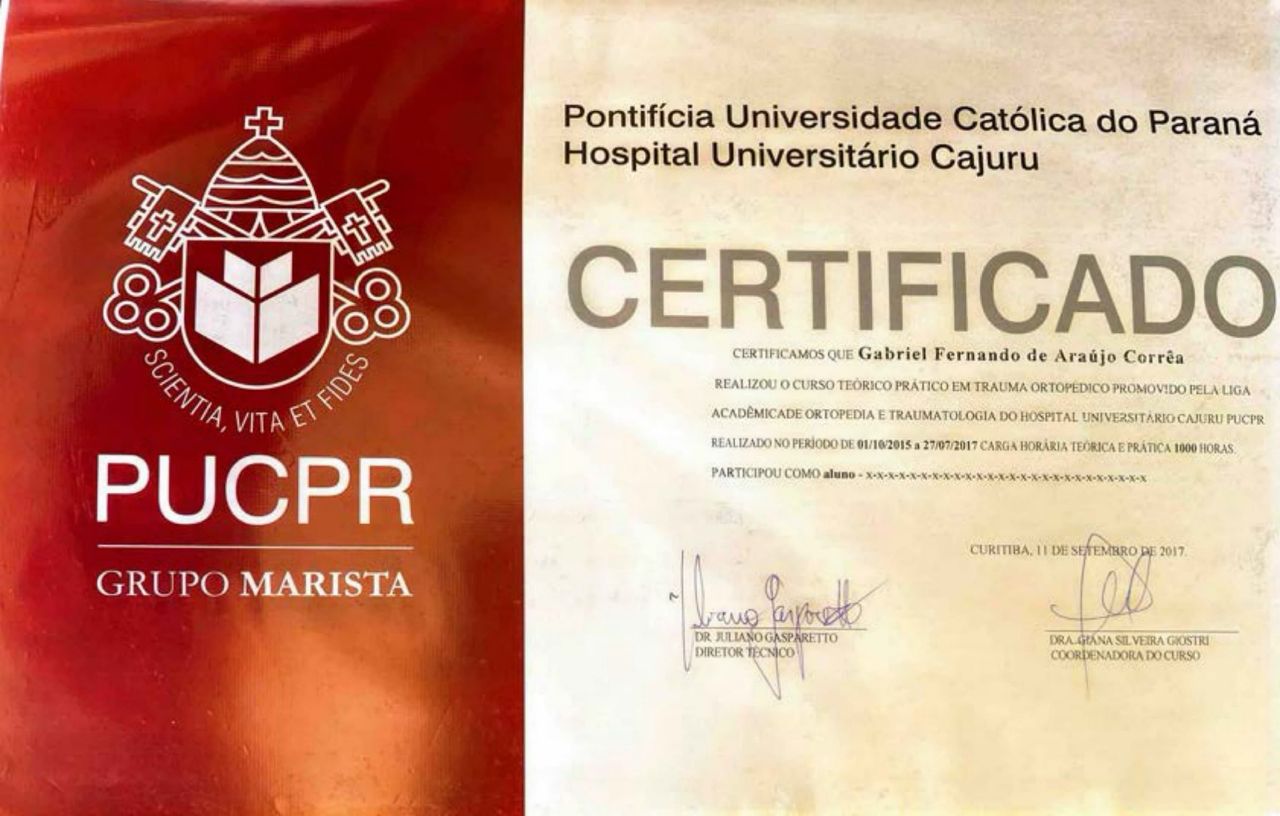 SCIENTIA, VITA ET FIDES
PUCPR
GRUPO MARISTA
Pontifícia Universidade Católica do Paraná
Hospital Universitário Cajuru
CERTIFICADO
CERTIFICAMOS QUE Gabriel Fernando de Araújo Corrêa
REALIZOU O CURSO TEÓRICO PRÁTICO EM TRAUMA ORTOPÉDICO PROMOVIDO PELA LIGA
ACADÊMICADE ORTOPEDIA E TRAUMATOLOGIA DO HOSPITAL UNIVERSITÁRIO CAJURU PUCPR
REALIZADO NO PERÍODO DE 01/10/2015 a 27/07/2017 CARGA HORÁRIA TEÓRICA E PRÁTICA 1000 HORAS.
PARTICIPOU COMO aluno - x-x-x-x-x-x-x-x-x-x-x-x-x-x-x-x-x-x-x-x-x-x-x-x-x-x
CURITIBA, 11 DE SETEMBRO DE 2017.
DR. JULIANO GASPARETTO
DIRETOR TÉCNICO
DRA. GIANA SILVEIRA GIOSTRI
COORDENADORA DO CURSO